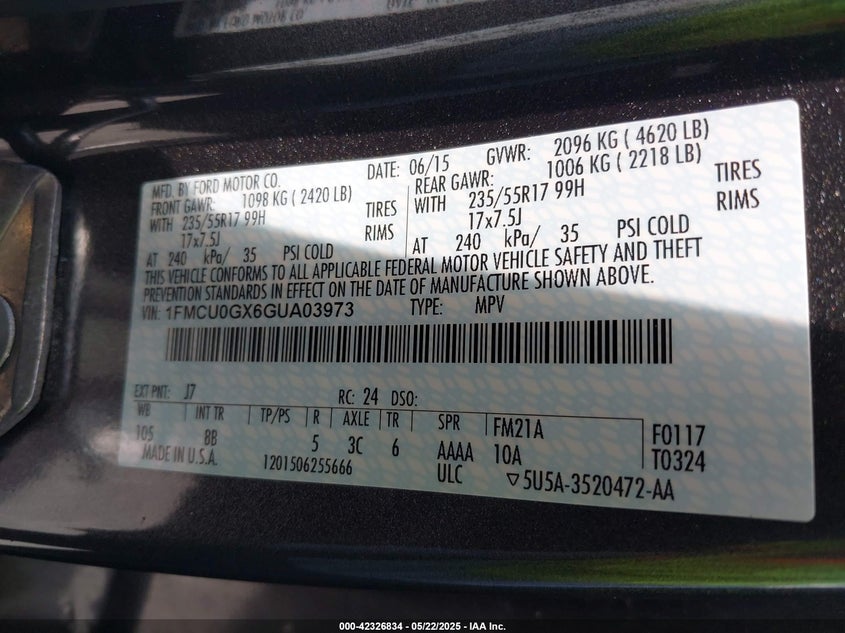 MFD. BY FORD MOTOR CO. DATE: 06/15 GVWR: 2096 KG ( 4620 LB)
FRONT GAWR: 1098 KG ( 2420 LB) REAR GAWR: 1006 KG ( 2218 LB)
WITH 235/55R17 99H TIRES WITH 235/55R17 99H TIRES
17x7.5J RIMS 17x7.5J RIMS
AT 240 kPa/ 35 PSI COLD AT 240 kPa/ 35 PSI COLD
THIS VEHICLE CONFORMS TO ALL APPLICABLE FEDERAL MOTOR VEHICLE SAFETY AND THEFT
PREVENTION STANDARDS IN EFFECT ON THE DATE OF MANUFACTURE SHOWN ABOVE.
VIN: 1FMCU0GX6GUA03973 TYPE: MPV
EXT PNT: J7 RC: 24 DSO:
WB INT TR TP/PS R AXLE TR SPR FM21A F0117
105 BB 5 3C 6 AAAA 10A T0324
MADE IN U.S.A. 1201506255666 ULC ▽5U5A-3520472-AA
000-42326834 - 05/22/2025 - IAA Inc.